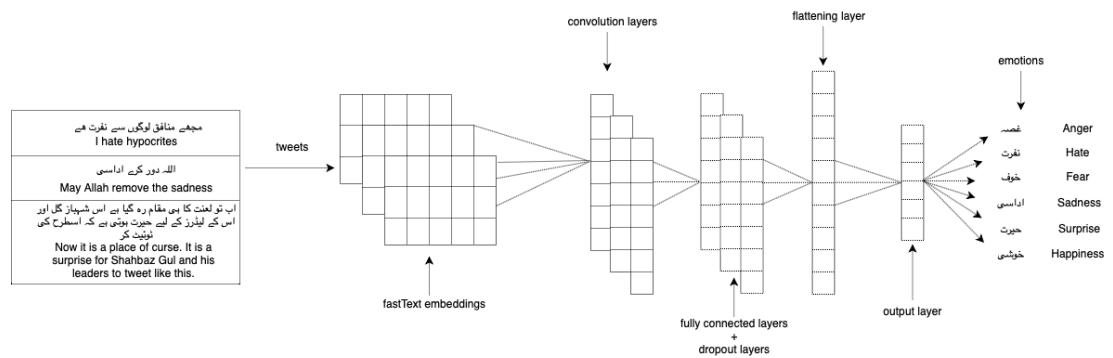 مجھے منافق لوگوں سے نفرت ھے
I hate hypocrites
اللہ دور کرے اداسی
May Allah remove the sadness
اب تو لعنت کا ہی مقام رہ گیا ہے اس شہباز گل اور
اس کے لیڈرز کے لیے حیرت ہوتی ہے کہ اسطرح کی
ٹوئیٹ کر
Now it is a place of curse. It is a
surprise for Shahbaz Gul and his
leaders to tweet like this.
tweets
fastText embeddings
convolution layers
fully connected layers
+
dropout layers
flattening layer
output layer
emotions
غصہ Anger
نفرت Hate
خوف Fear
اداسی Sadness
حیرت Surprise
خوشی Happiness